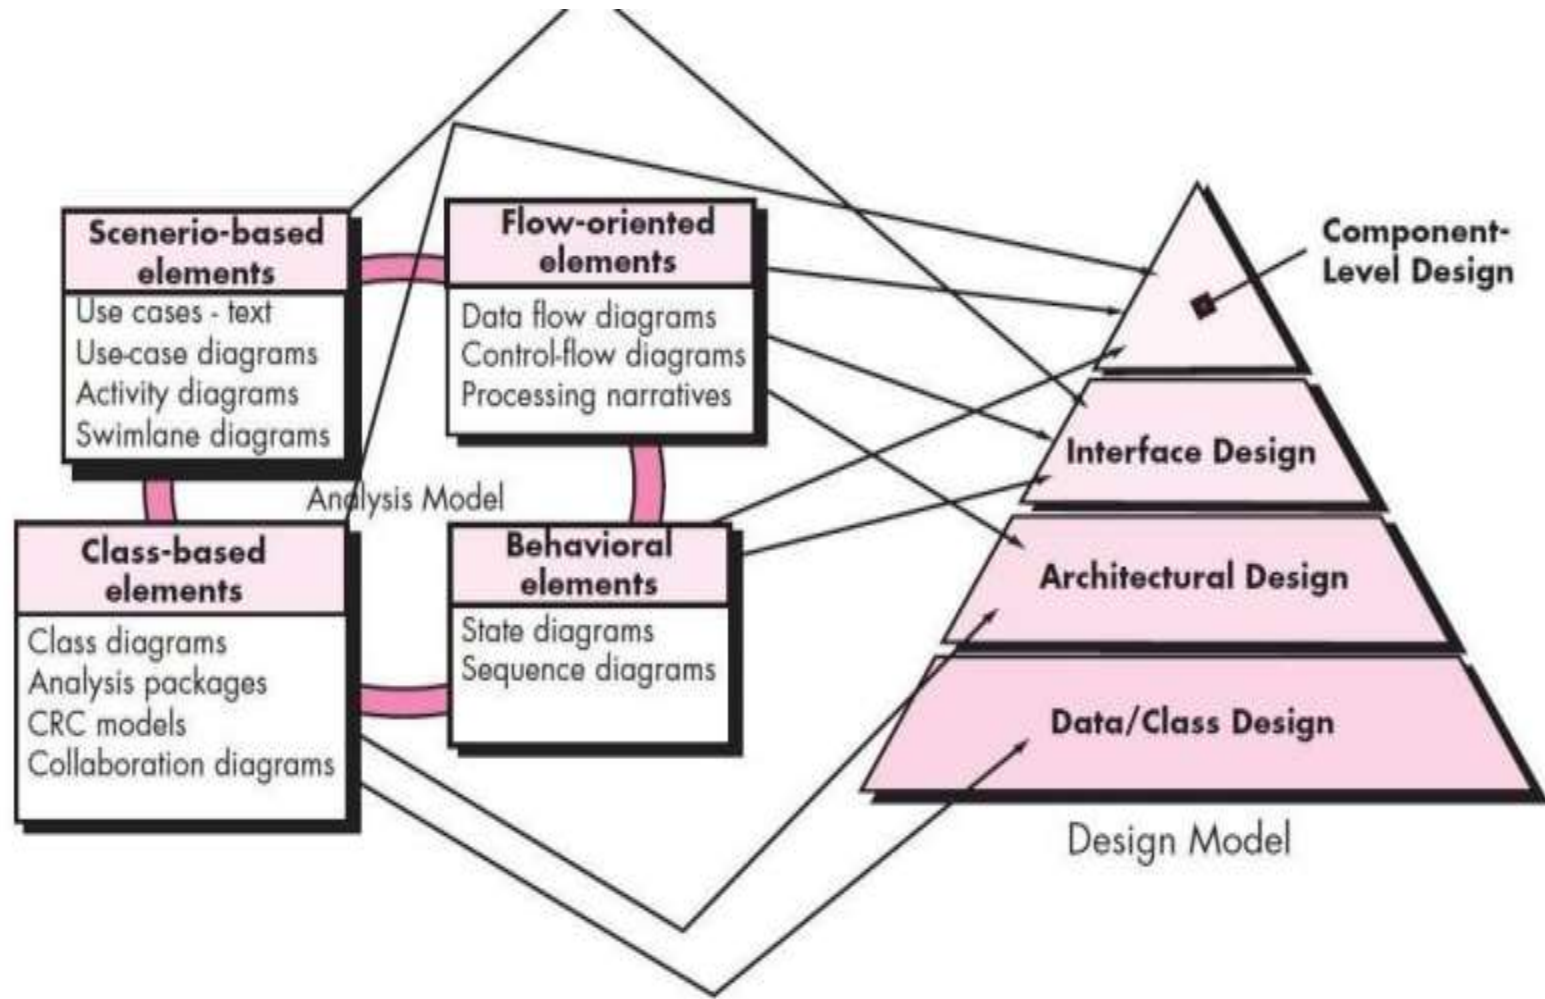 Scenerio-based
elements
Use cases - text
Use-case diagrams
Activity diagrams
Swimlane diagrams
Flow-oriented
elements
Data flow diagrams
Control-flow diagrams
Processing narratives
Analysis Model
Class-based
elements
Class diagrams
Analysis packages
CRC models
Collaboration diagrams
Behavioral
elements
State diagrams
Sequence diagrams
Component-
Level Design
Interface Design
Architectural Design
Data/Class Design
Design Model